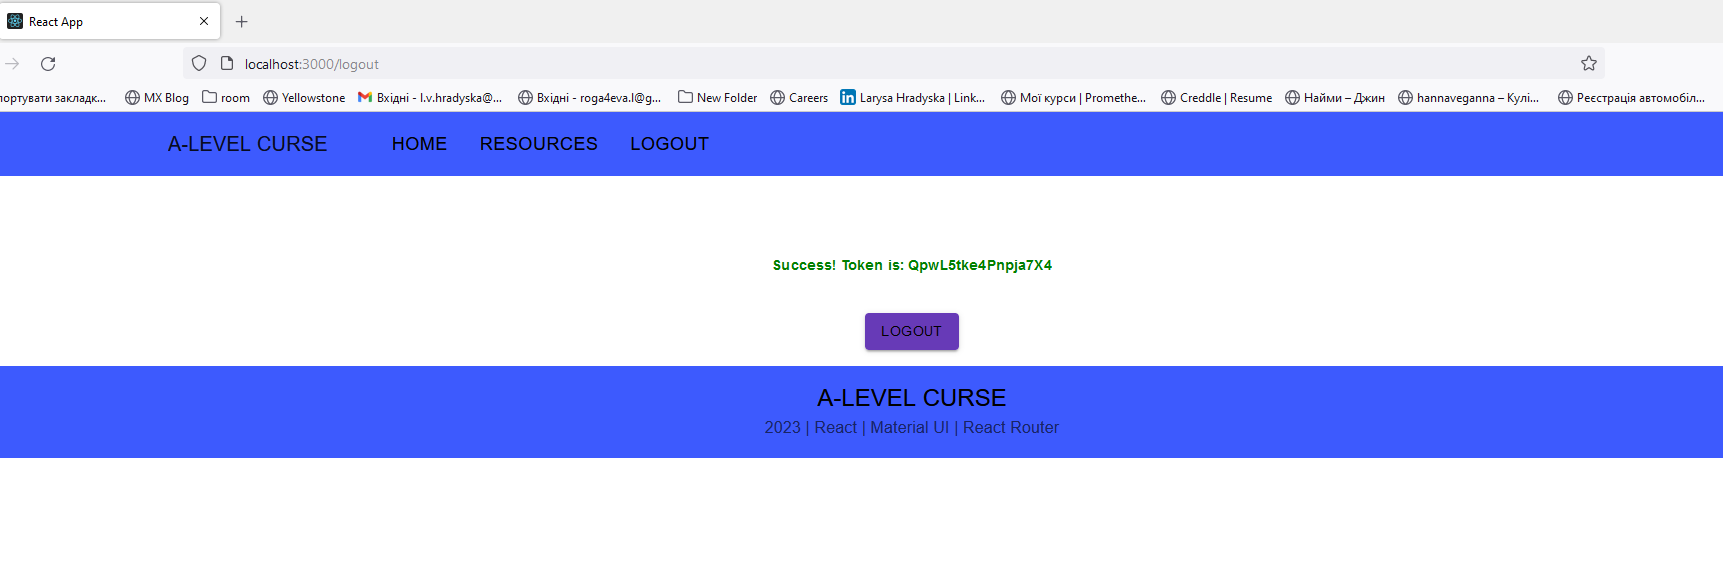 React App
localhost:3000/logout
портувати закладк... MX Blog room Yellowstone Вхідні - l.v.hradyska@... Вхідні - roga4eva.l@g... New Folder Careers Larysa Hradyska | Link... Мої курси | Promethe... Creddle | Resume Найми – Джин hannaveganna – Кулі... Реєстрація автомобіл...
A-LEVEL CURSE HOME RESOURCES LOGOUT
Success! Token is: QpwL5tke4Pnpja7X4
LOGOUT
A-LEVEL CURSE
2023 | React | Material UI | React Router